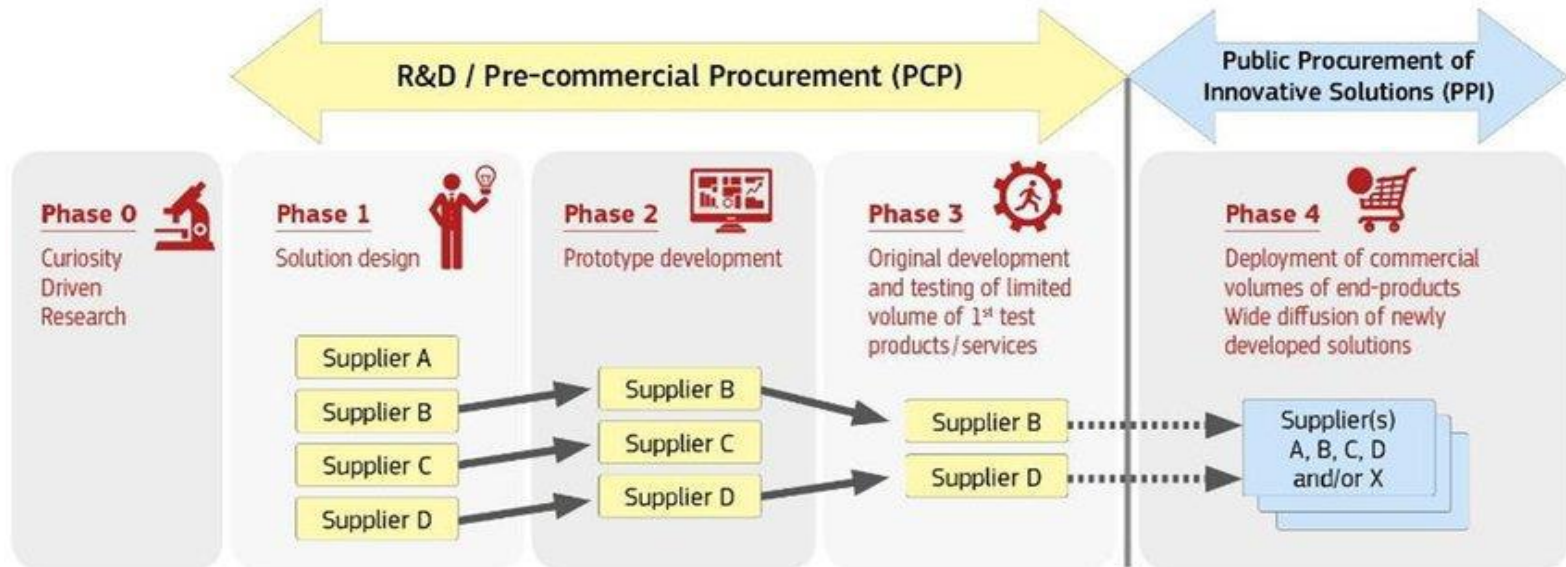 R&D / Pre-commercial Procurement (PCP)
Public Procurement of
Innovative Solutions (PPI)
Phase 0
Curiosity
Driven
Research
Phase 1
Solution design
Supplier A
Supplier B
Supplier C
Supplier D
Phase 2
Prototype development
Supplier B
Supplier C
Supplier D
Phase 3
Original development
and testing of limited
volume of 1st test
products/services
Supplier B
Supplier D
Phase 4
Deployment of commercial
volumes of end-products
Wide diffusion of newly
developed solutions
Supplier(s)
A, B, C, D
and/or X